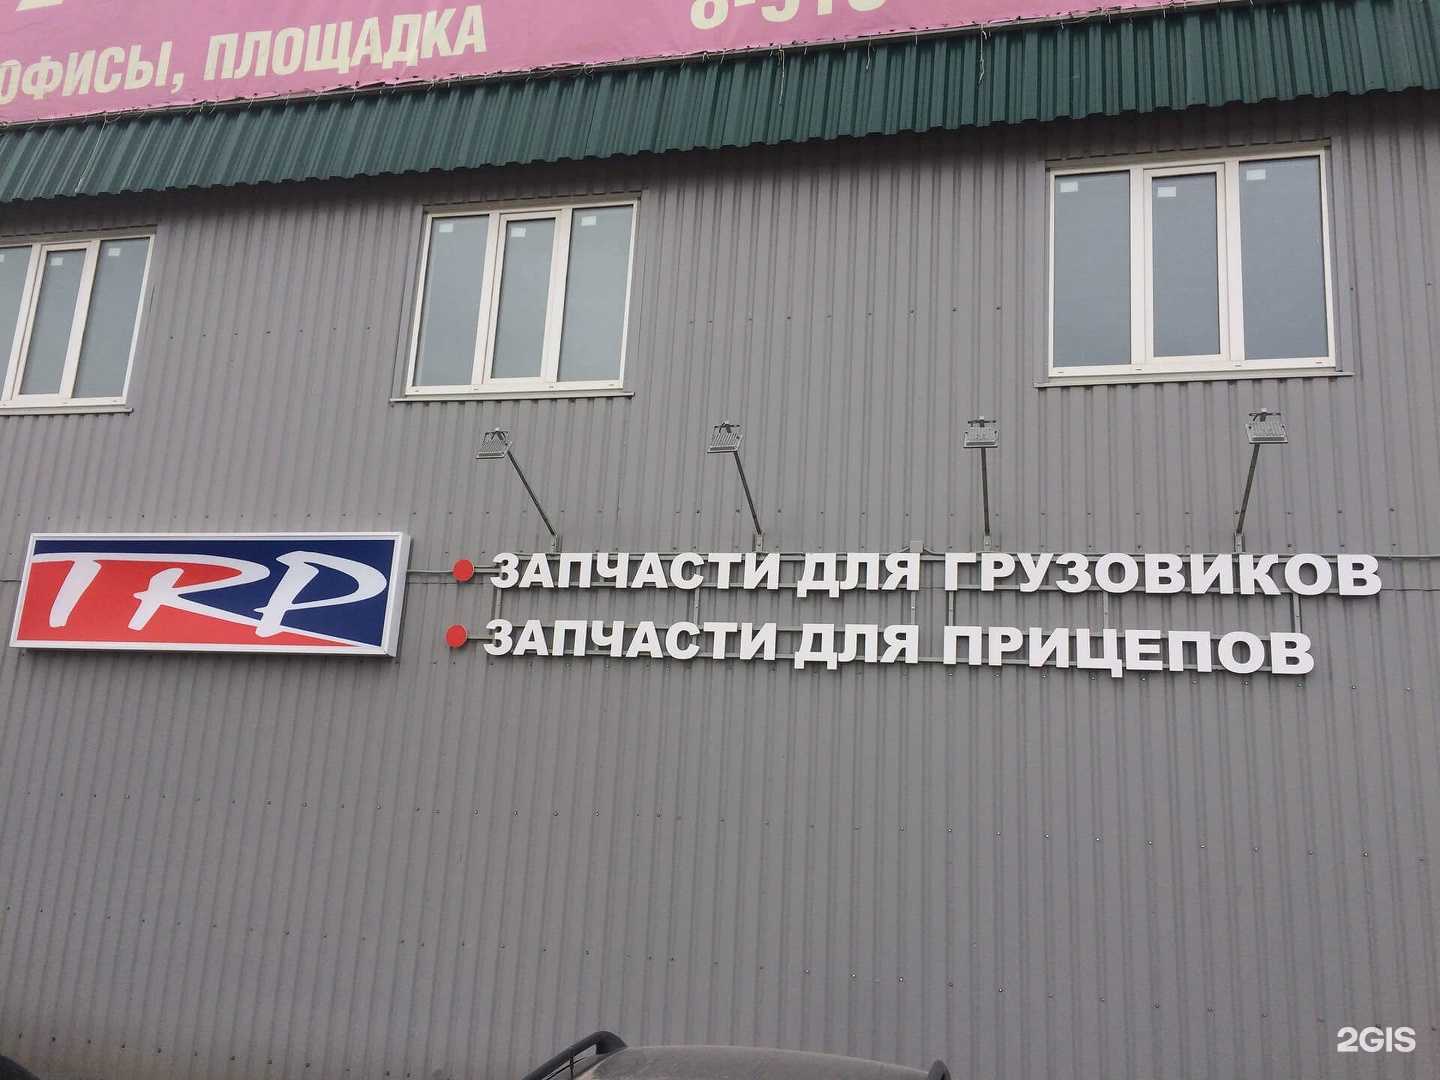 ОФИСЫ, ПЛОЩАДКА
TRP
ЗАПЧАСТИ ДЛЯ ГРУЗОВИКОВ
ЗАПЧАСТИ ДЛЯ ПРИЦЕПОВ
2GIS